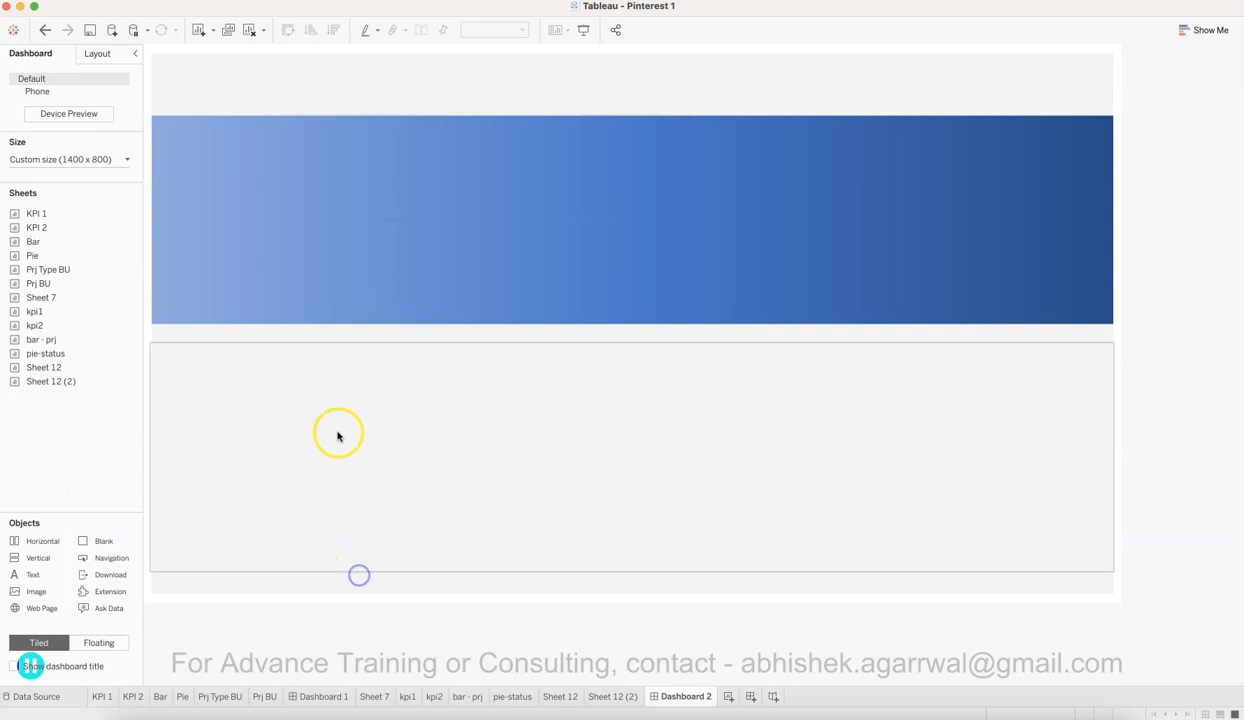 Tableau - Pinterest 1
Show Me
Dashboard
Layout
Default
Phone
Device Preview
Size
Custom size (1400 x 800)
Sheets
KPI 1
KPI 2
Bar
Pie
Prj Type BU
Prj BU
Sheet 7
kpi1
kpi2
bar - prj
pie-status
Sheet 12
Sheet 12 (2)
Objects
Horizontal Blank
Vertical Navigation
Text Download
Image Extension
Web Page Ask Data
Tiled Floating
Show dashboard title
For Advance Training or Consulting, contact - abhishek.agarrwal@gmail.com
Data Source KPI 1 KPI 2 Bar Pie Prj Type BU Prj BU Dashboard 1 Sheet 7 kpi1 kpi2 bar - prj pie-status Sheet 12 Sheet 12 (2) Dashboard 2